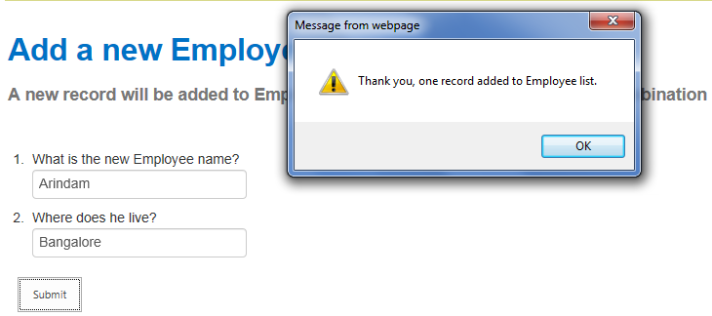 Message from webpage
Add a new Employe
Thank you, one record added to Employee list.
A new record will be added to Emp
bination
OK
1. What is the new Employee name?
Arindam
2. Where does he live?
Bangalore
Submit